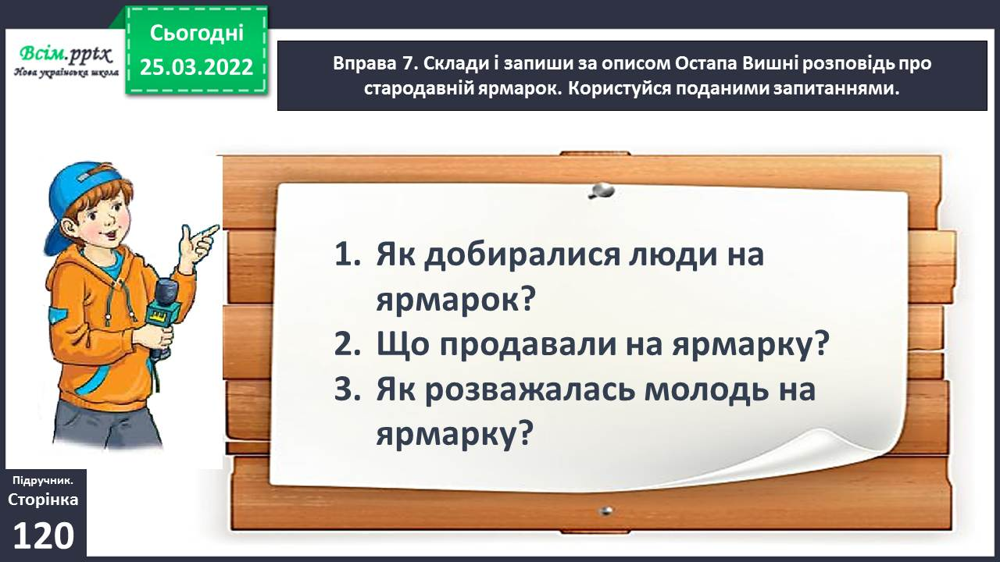 Всім.pptx
Нова українська школа
Сьогодні
25.03.2022
Вправа 7. Склади і запиши за описом Остапа Вишні розповідь про
стародавній ярмарок. Користуйся поданими запитаннями.
1. Як добиралися люди на
ярмарок?
2. Що продавали на ярмарку?
3. Як розважалась молодь на
ярмарку?
Підручник.
Сторінка
120